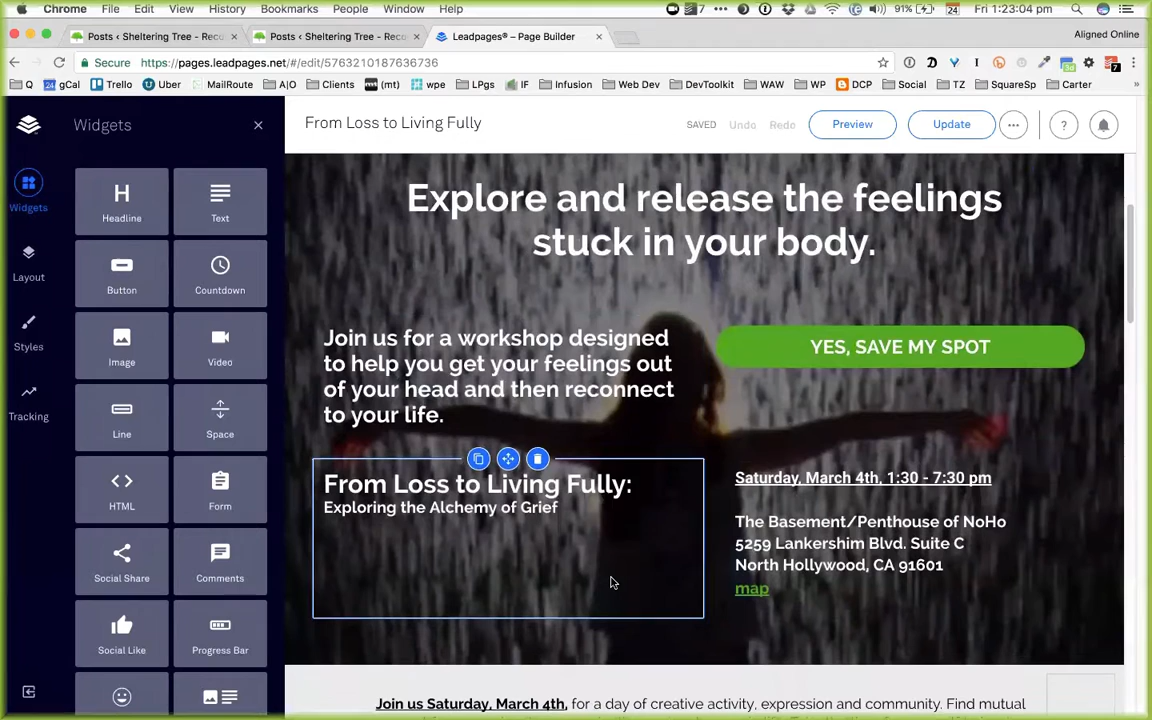 Chrome File Edit View History Bookmarks People Window Help
7 91% 24 Fri 1:23:04 pm
Posts ‹ Sheltering Tree - Recu
Posts ‹ Sheltering Tree - Reco
Leadpages® – Page Builder
Aligned Online
Secure https://pages.leadpages.net/#/edit/5763210187636736
Q gCal Trello Uber MailRoute A|O Clients (mt) wpe LPgs IF Infusion Web Dev DevToolkit WAW WP DCP Social TZ SquareSp Carter
Widgets
From Loss to Living Fully
SAVED Undo Redo Preview Update ... ?
Widgets
Layout
Styles
Tracking
H
Headline Text
Button Countdown
Image Video
Line Space
HTML Form
Social Share Comments
Social Like Progress Bar
Explore and release the feelings
stuck in your body.
Join us for a workshop designed
to help you get your feelings out
of your head and then reconnect
to your life.
YES, SAVE MY SPOT
From Loss to Living Fully:
Exploring the Alchemy of Grief
Saturday, March 4th, 1:30 - 7:30 pm
The Basement/Penthouse of NoHo
5259 Lankershim Blvd. Suite C
North Hollywood, CA 91601
map
Join us Saturday, March 4th, for a day of creative activity, expression and community. Find mutual